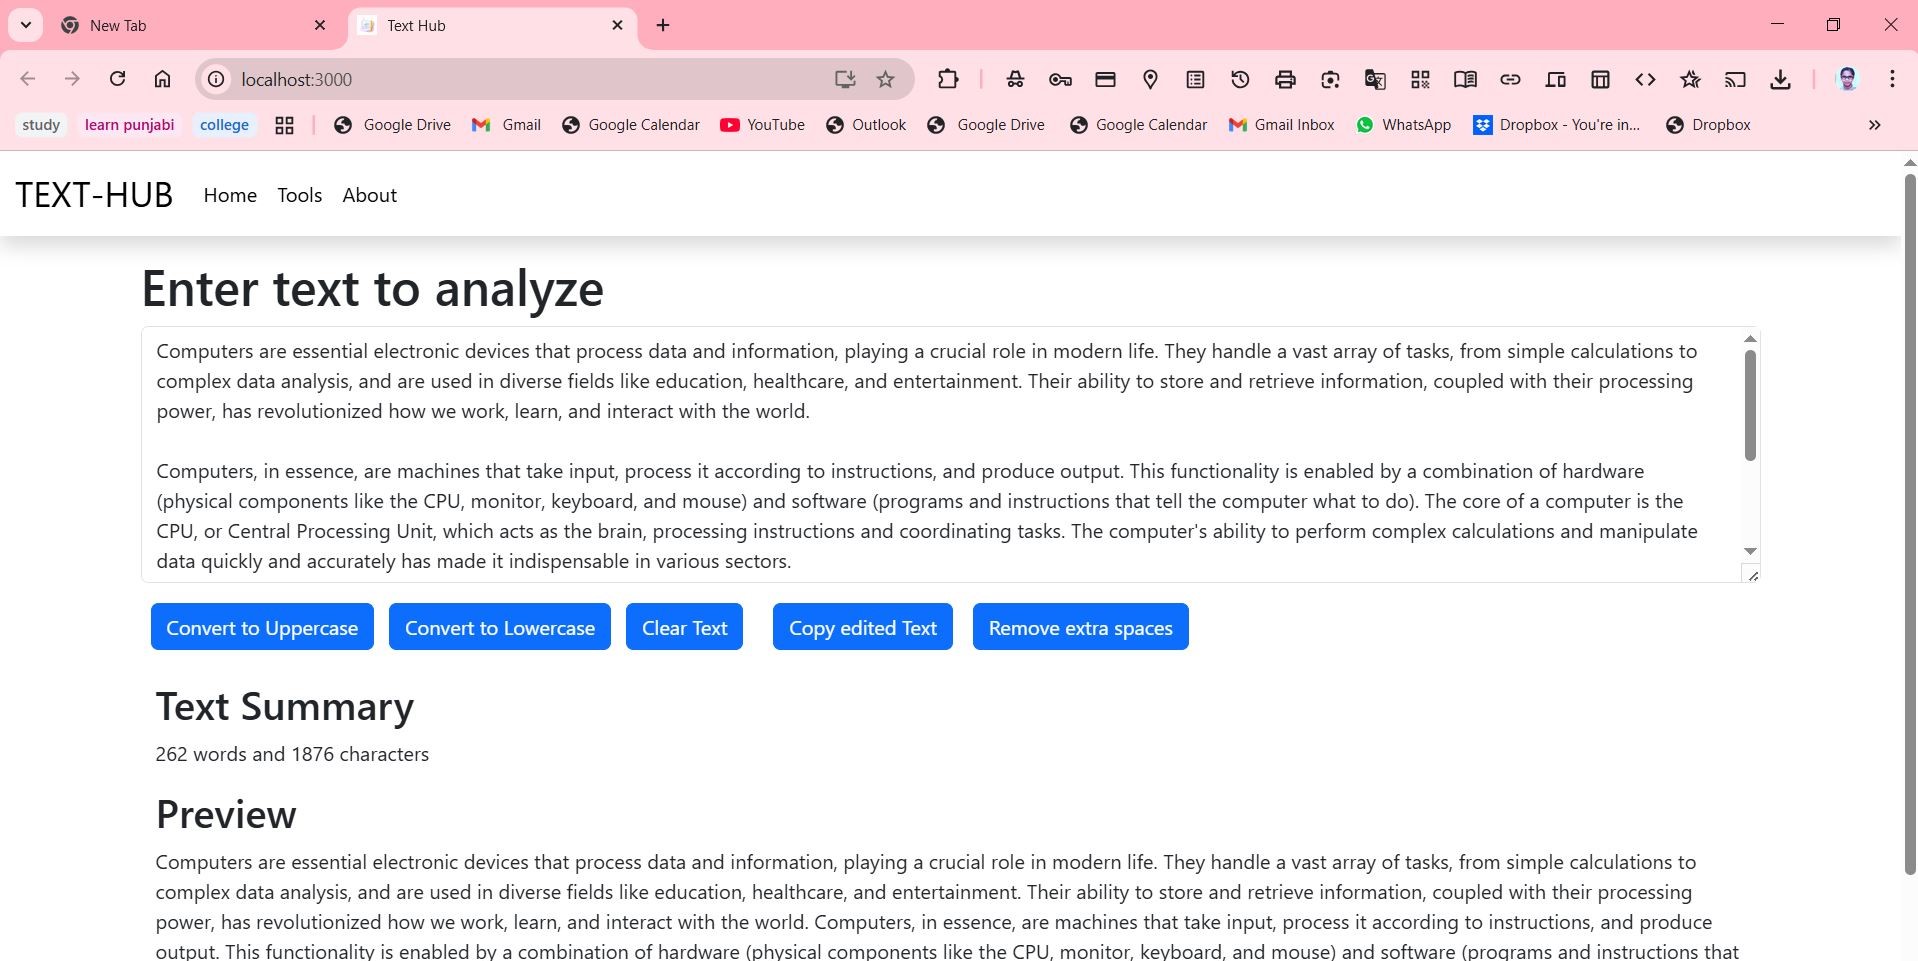 New Tab
Text Hub
localhost:3000
study learn punjabi college Google Drive Gmail Google Calendar YouTube Outlook Google Drive Google Calendar Gmail Inbox WhatsApp Dropbox - You're in... Dropbox
TEXT-HUB Home Tools About
Enter text to analyze
Computers are essential electronic devices that process data and information, playing a crucial role in modern life. They handle a vast array of tasks, from simple calculations to
complex data analysis, and are used in diverse fields like education, healthcare, and entertainment. Their ability to store and retrieve information, coupled with their processing
power, has revolutionized how we work, learn, and interact with the world.
Computers, in essence, are machines that take input, process it according to instructions, and produce output. This functionality is enabled by a combination of hardware
(physical components like the CPU, monitor, keyboard, and mouse) and software (programs and instructions that tell the computer what to do). The core of a computer is the
CPU, or Central Processing Unit, which acts as the brain, processing instructions and coordinating tasks. The computer's ability to perform complex calculations and manipulate
data quickly and accurately has made it indispensable in various sectors.
Convert to Uppercase Convert to Lowercase Clear Text Copy edited Text Remove extra spaces
Text Summary
262 words and 1876 characters
Preview
Computers are essential electronic devices that process data and information, playing a crucial role in modern life. They handle a vast array of tasks, from simple calculations to
complex data analysis, and are used in diverse fields like education, healthcare, and entertainment. Their ability to store and retrieve information, coupled with their processing
power, has revolutionized how we work, learn, and interact with the world. Computers, in essence, are machines that take input, process it according to instructions, and produce
output. This functionality is enabled by a combination of hardware (physical components like the CPU, monitor, keyboard, and mouse) and software (programs and instructions that